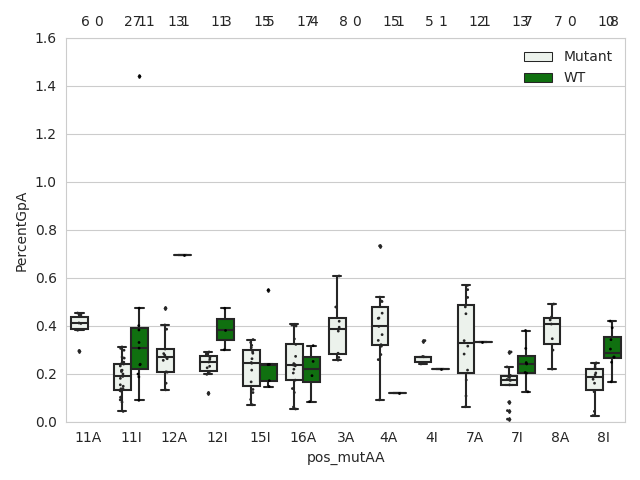 6 0 27 11 13 1 11 3 15 5 17 4 8 0 15 1 5 1 12 1 13 7 7 0 10 8
1.6
1.4
1.2
1.0
0.8
0.6
0.4
0.2
0.0
PercentGpA
Mutant
WT
11A 11I 12A 12I 15I 16A 3A 4A 4I 7A 7I 8A 8I
pos_mutAA